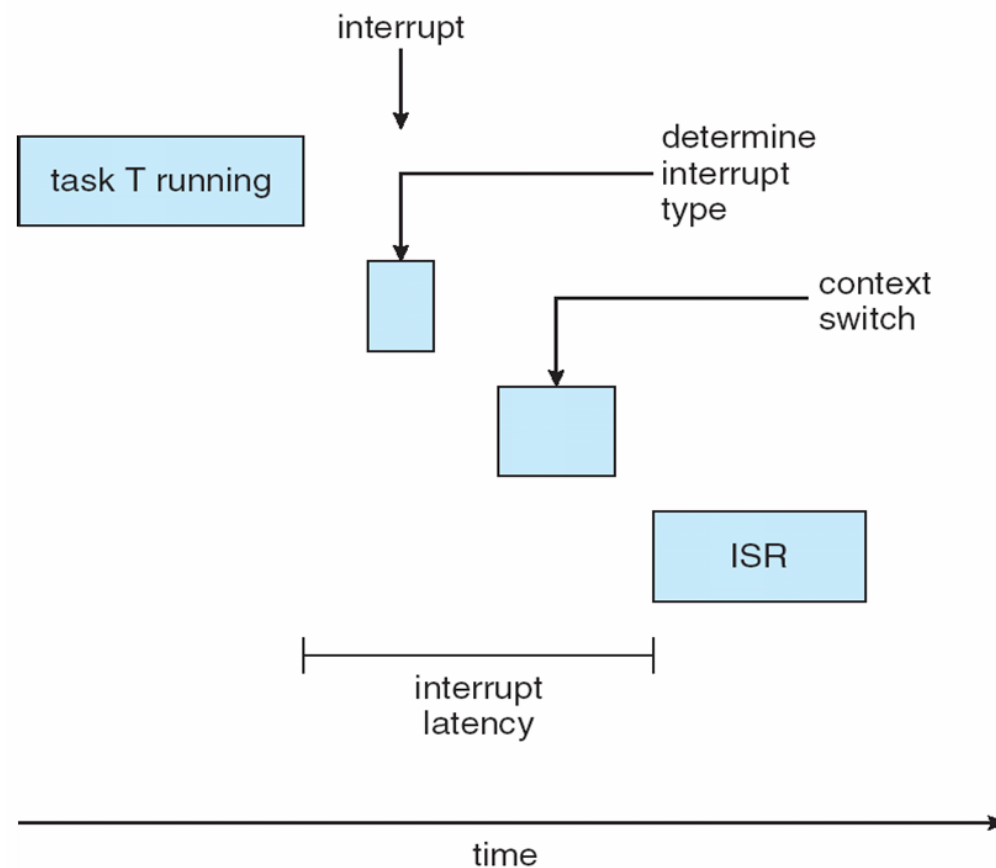 interrupt
task T running
determine
interrupt
type
context
switch
ISR
interrupt
latency
time